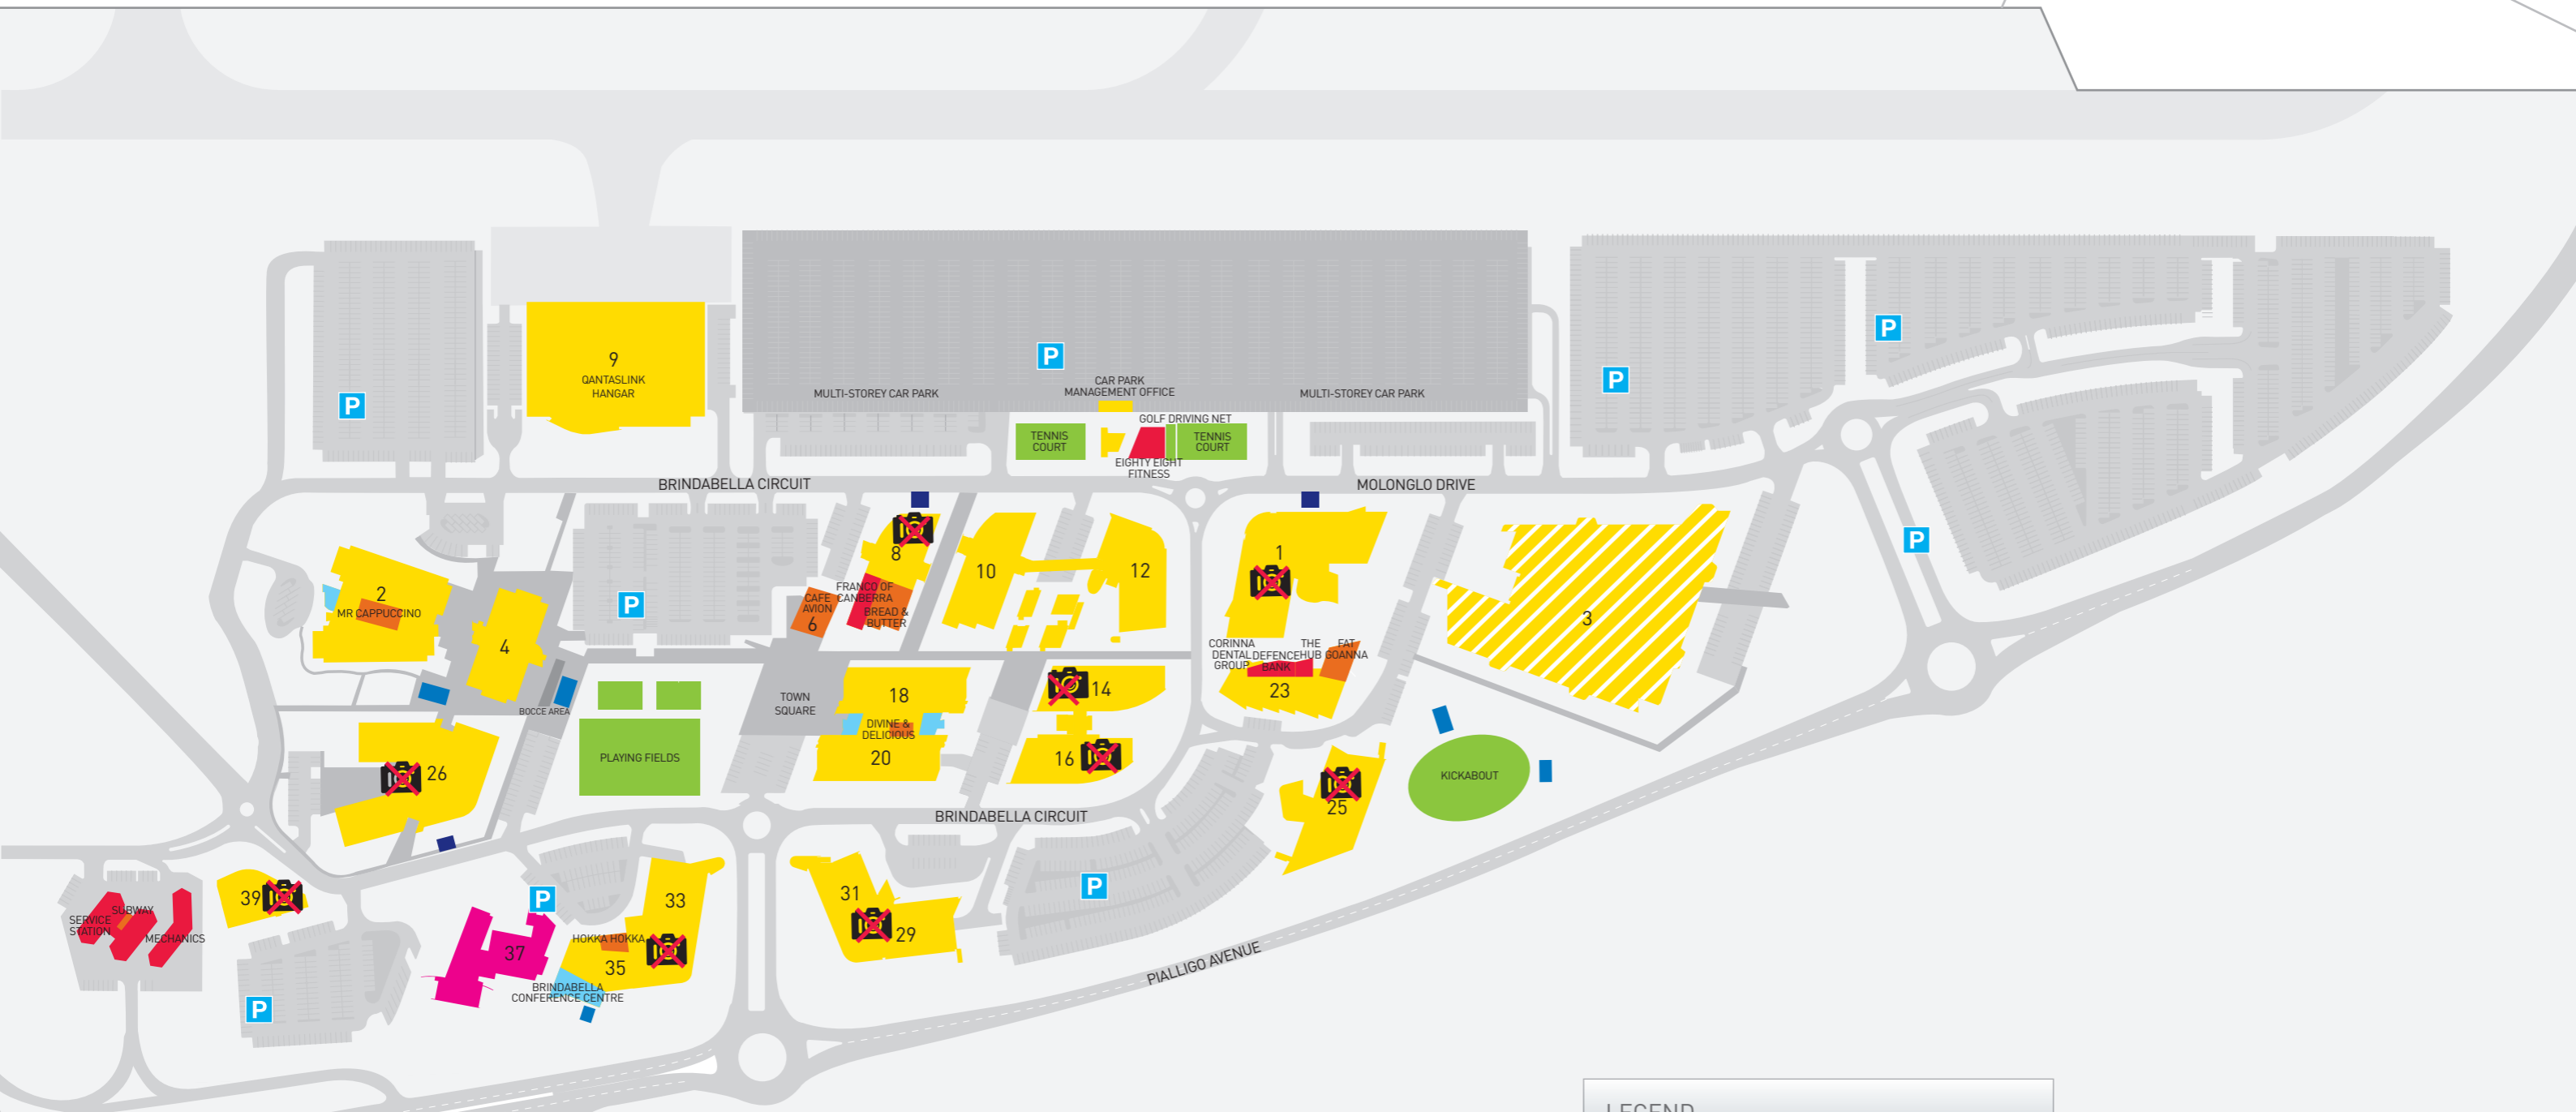 P
P
P
P
9
QANTASLINK
HANGAR
MULTI-STOREY CAR PARK
CAR PARK
MANAGEMENT OFFICE
MULTI-STOREY CAR PARK
GOLF DRIVING NET
TENNIS
COURT
TENNIS
COURT
EIGHTY EIGHT
FITNESS
BRINDABELLA CIRCUIT
MOLONGLO DRIVE
P
8
10
12
1
2
MR CAPPUCCINO
P
FRANCO OF
CANBERRA
CAFE
AVION
6
BREAD &
BUTTER
3
4
CORINNA
DENTAL
GROUP
DEFENCE
BANK
THE
HUB
FAT
GOANNA
23
14
18
TOWN
SQUARE
BOCCE AREA
DIVINE &
DELICIOUS
20
16
PLAYING FIELDS
26
KICKABOUT
25
BRINDABELLA CIRCUIT
P
P
39
31
33
29
SUBWAY
SERVICE
STATION
MECHANICS
HOKKA HOKKA
37
35
BRINDABELLA
CONFERENCE CENTRE
P
PIALLIGO AVENUE
LEGEND